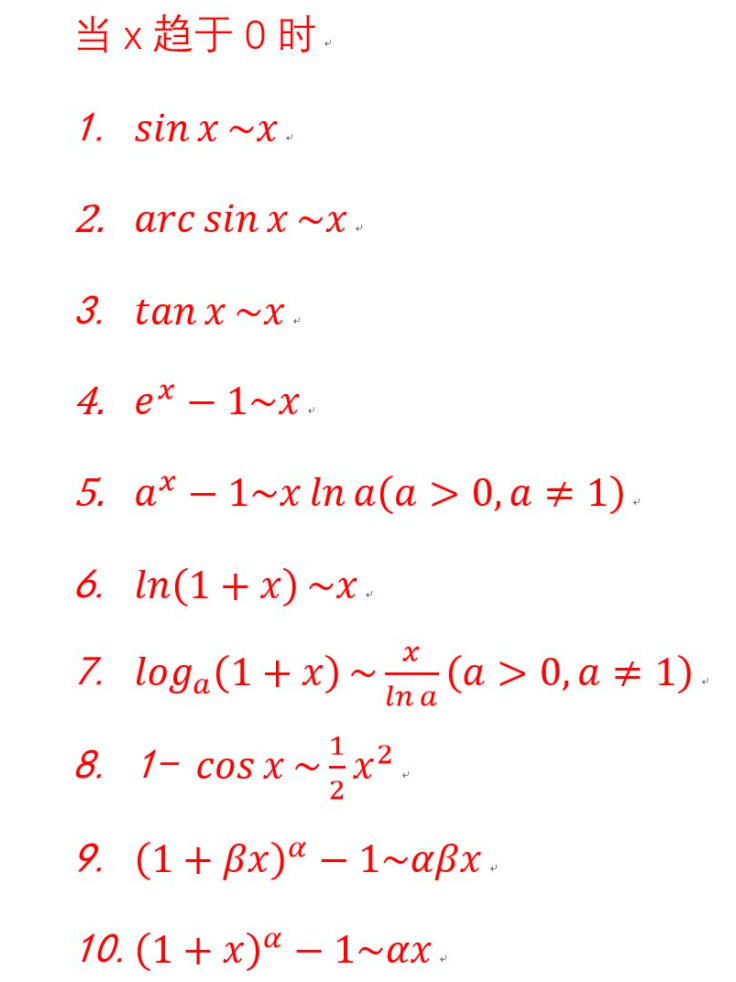 当 x 趋于 0 时
1. sin x ~x
2. arc sin x ~x
3. tan x ~x
4. eˣ − 1~x
5. aˣ − 1~x ln a(a > 0, a ≠ 1)
6. ln(1 + x) ~x
7. logₐ(1 + x) ~ x/ln a (a > 0, a ≠ 1)
8. 1− cos x ~ 1/2 x²
9. (1 + βx)^α − 1~αβx
10. (1 + x)^α − 1~αx